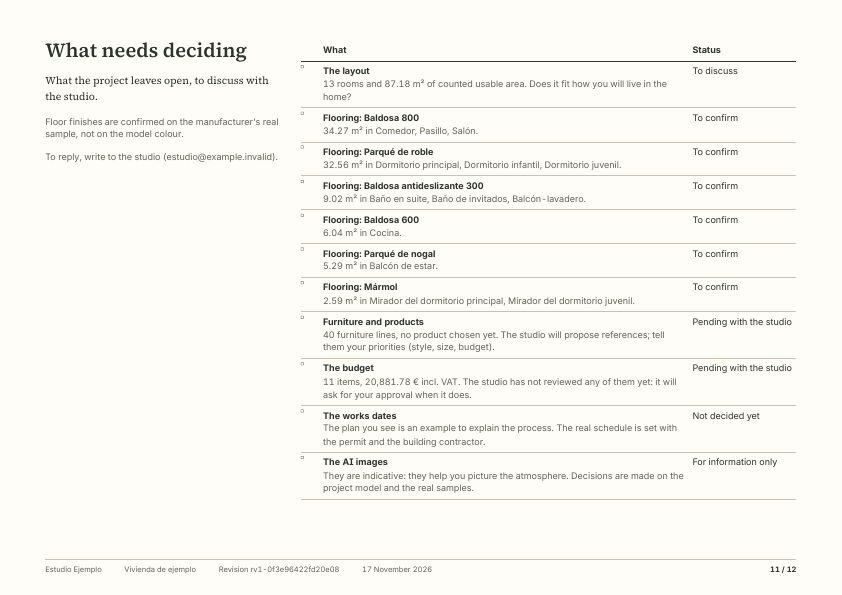 What needs deciding
What the project leaves open, to discuss with
the studio.
Floor finishes are confirmed on the manufacturer's real
sample, not on the model colour.
To reply, write to the studio (estudio@example.invalid).
What Status
The layout To discuss
13 rooms and 87.18 m² of counted usable area. Does it fit how you will live in the
home?
Flooring: Baldosa 800 To confirm
34.27 m² in Comedor, Pasillo, Salón.
Flooring: Parqué de roble To confirm
32.56 m² in Dormitorio principal, Dormitorio infantil, Dormitorio juvenil.
Flooring: Baldosa antideslizante 300 To confirm
9.02 m² in Baño en suite, Baño de invitados, Balcón-lavadero.
Flooring: Baldosa 600 To confirm
6.04 m² in Cocina.
Flooring: Parqué de nogal To confirm
5.29 m² in Balcón de estar.
Flooring: Mármol To confirm
2.59 m² in Mirador del dormitorio principal, Mirador del dormitorio juvenil.
Furniture and products Pending with the studio
40 furniture lines, no product chosen yet. The studio will propose references; tell
them your priorities (style, size, budget).
The budget Pending with the studio
11 items, 20,881.78 € incl. VAT. The studio has not reviewed any of them yet: it will
ask for your approval when it does.
The works dates Not decided yet
The plan you see is an example to explain the process. The real schedule is set with
the permit and the building contractor.
The AI images For information only
They are indicative: they help you picture the atmosphere. Decisions are made on the
project model and the real samples.
Estudio Ejemplo Vivienda de ejemplo Revision rv1-0f3e96422fd20e08 17 November 2026 11 / 12